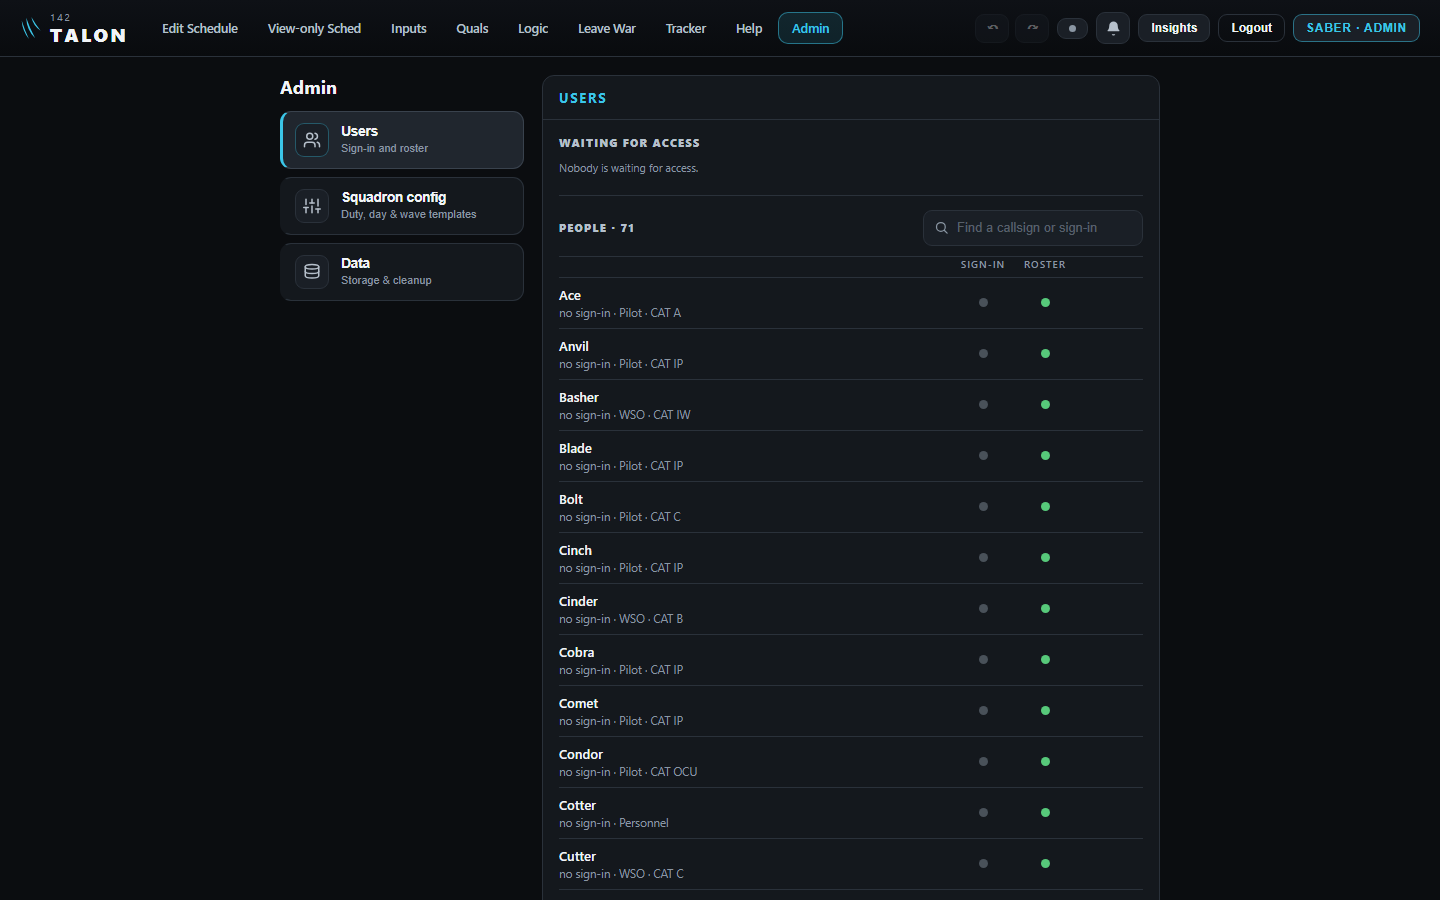 142
TALON
Edit Schedule
View-only Sched
Inputs
Quals
Logic
Leave War
Tracker
Help
Admin
Insights
Logout
SABER · ADMIN
Admin
Users
Sign-in and roster
Squadron config
Duty, day & wave templates
Data
Storage & cleanup
USERS
WAITING FOR ACCESS
Nobody is waiting for access.
PEOPLE · 71
Find a callsign or sign-in
SIGN-IN ROSTER
Ace
no sign-in · Pilot · CAT A
Anvil
no sign-in · Pilot · CAT IP
Basher
no sign-in · WSO · CAT IW
Blade
no sign-in · Pilot · CAT IP
Bolt
no sign-in · Pilot · CAT C
Cinch
no sign-in · Pilot · CAT IP
Cinder
no sign-in · WSO · CAT B
Cobra
no sign-in · Pilot · CAT IP
Comet
no sign-in · Pilot · CAT IP
Condor
no sign-in · Pilot · CAT OCU
Cotter
no sign-in · Personnel
Cutter
no sign-in · WSO · CAT C